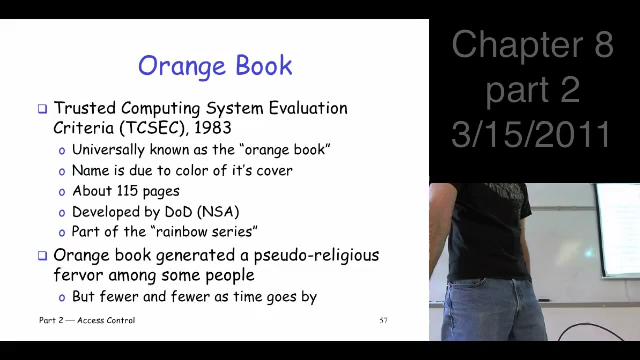 Orange Book
Trusted Computing System Evaluation
Criteria (TCSEC), 1983
Universally known as the "orange book"
Name is due to color of it's cover
About 115 pages
Developed by DoD (NSA)
Part of the "rainbow series"
Orange book generated a pseudo-religious
fervor among some people
But fewer and fewer as time goes by
Part 2 — Access Control
57
Chapter 8
part 2
3/15/2011